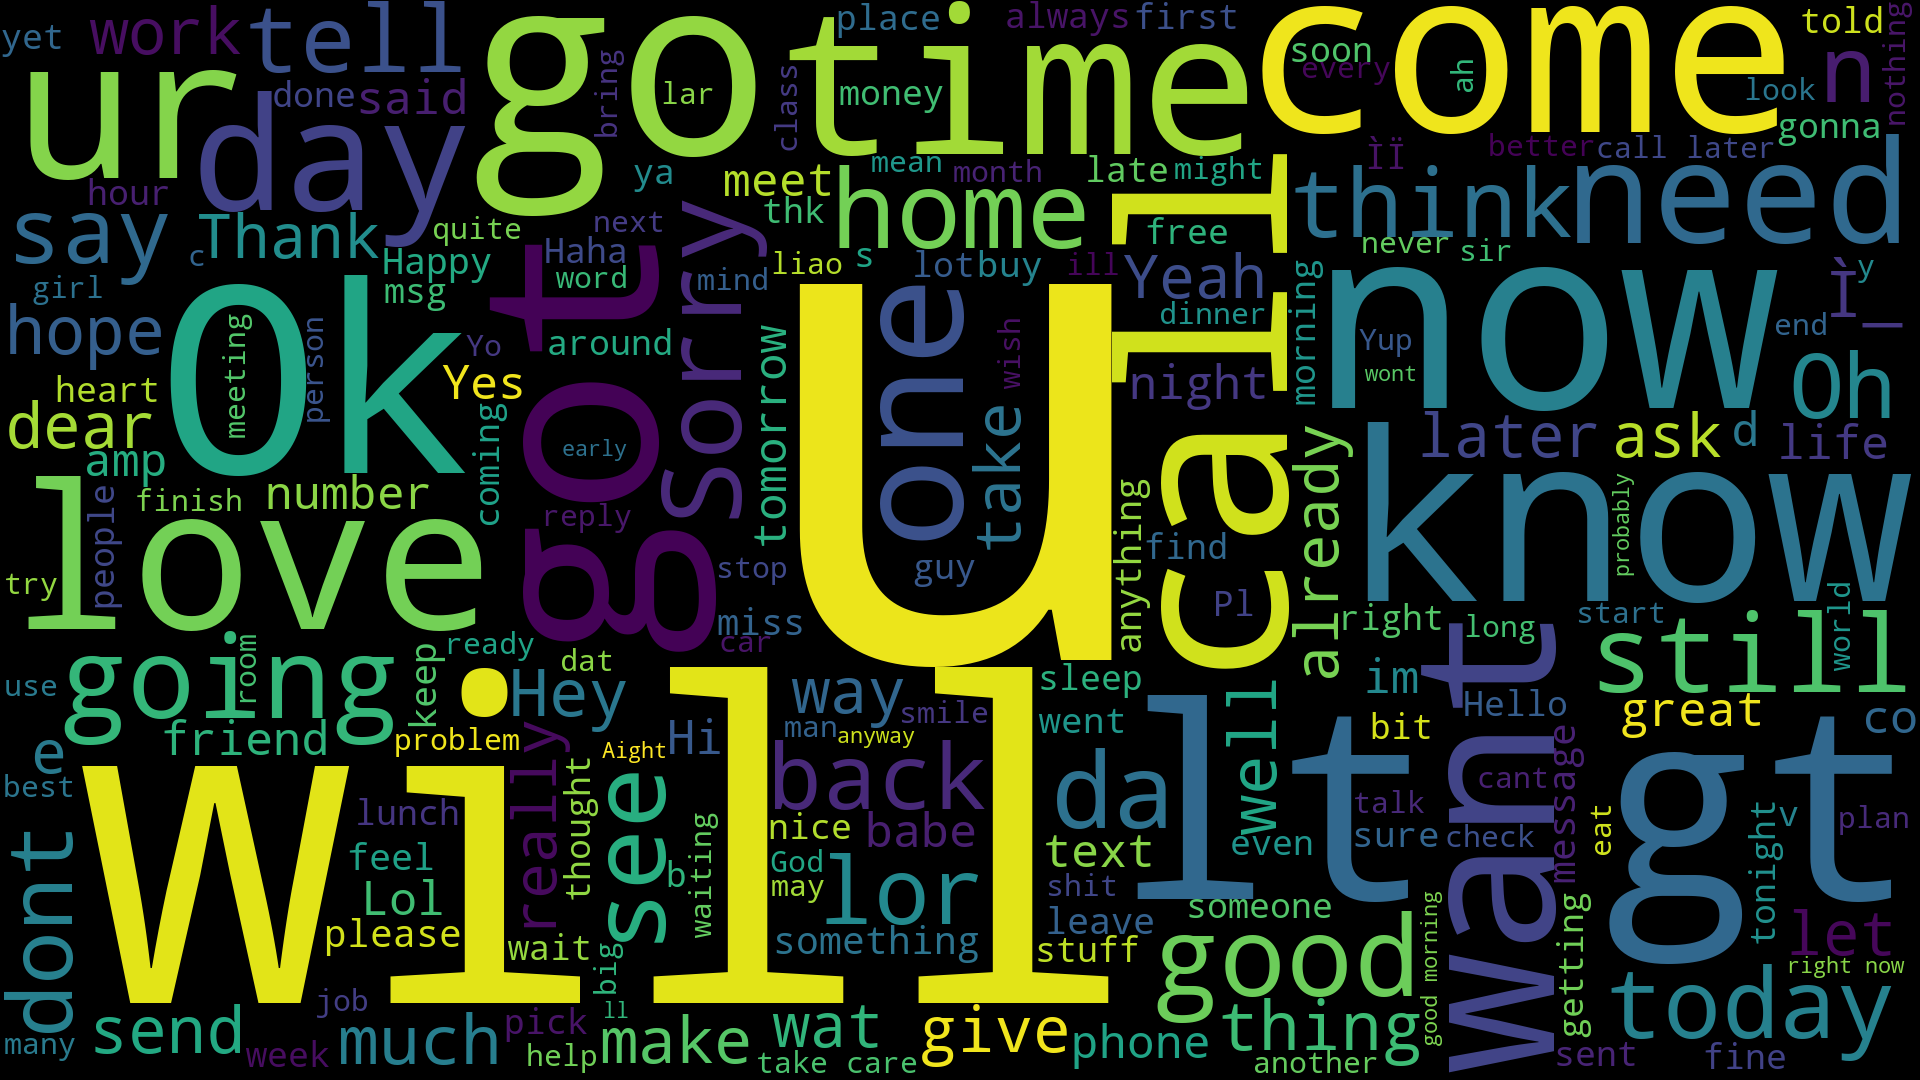 yet
work
tell
go
time
place
always
first
come
soon
every
ah
told
n
nothing
look
gonna
ur
day
done
said
bring
lar
class
money
hour
say
Thank
c
quite
ya
next
Haha
word
Happy
msg
girl
hope
sorry
meet
thk
mean
month
late
might
home
liao
s
lot
buy
ill
free
Yeah
dinner
better
call later
ÌÏ
think
need
never
sir
Ì_
y
end
now
morning
Yup
wont
Oh
mind
got
Ok
meeting
person
Yo
around
Yes
heart
dear
amp
u
one
wish
take
call
night
later
ask
d
life
tomorrow
early
coming
number
finish
people
love
try
reply
stop
guy
miss
car
anything
find
Pl
already
know
probably
right
long
start
world
still
going
room
keep
ready
dat
use
friend
problem
Hey
Hi
Aight
way
man
smile
anyway
sleep
went
well
im
bit
want
Hello
great
co
e
best
will
lunch
feel
Lol
please
really
thought
wait
see
b
waiting
big
back
nice
babe
God
may
lor
something
da
text
shit
leave
stuff
lt
even
someone
talk
sure
check
cant
message
eat
gt
tonight
v
plan
let
right now
dont
many
send
week
job
much
pick
ll
help
make
wat
take care
give
phone
good
thing
another
good morning
getting
sent
today
fine